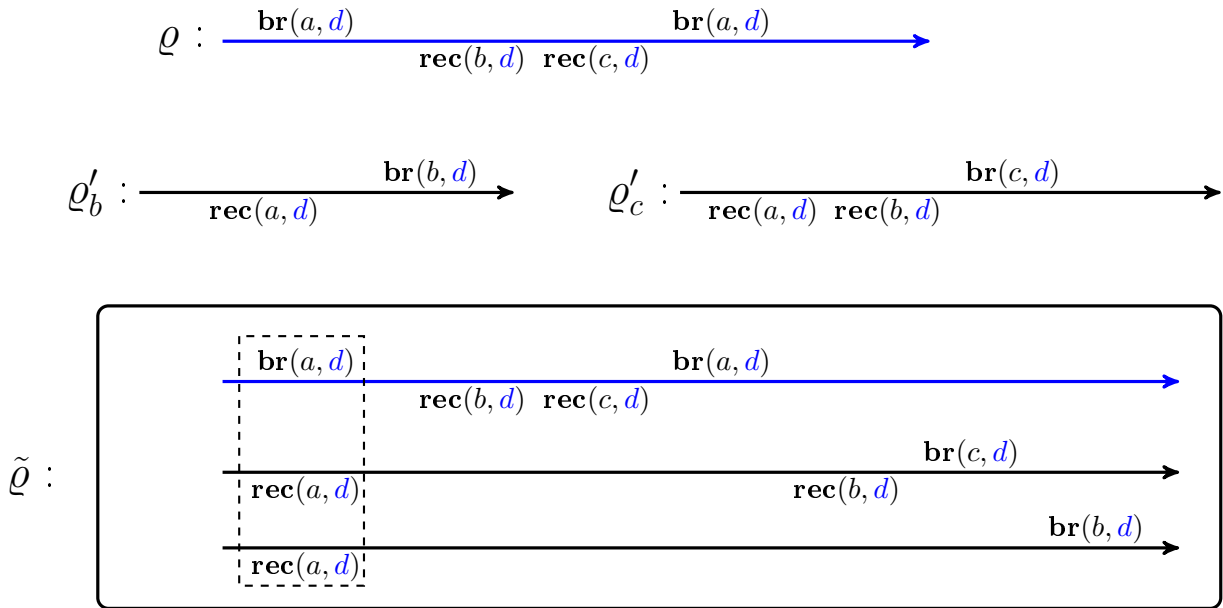 ϱ : br(a, d) br(a, d)
rec(b, d) rec(c, d)
ϱ′_b : br(b, d)
rec(a, d)
ϱ′_c : br(c, d)
rec(a, d) rec(b, d)
br(a, d) br(a, d)
rec(b, d) rec(c, d)
ϱ̃ :
br(c, d)
rec(a, d) rec(b, d)
br(b, d)
rec(a, d)